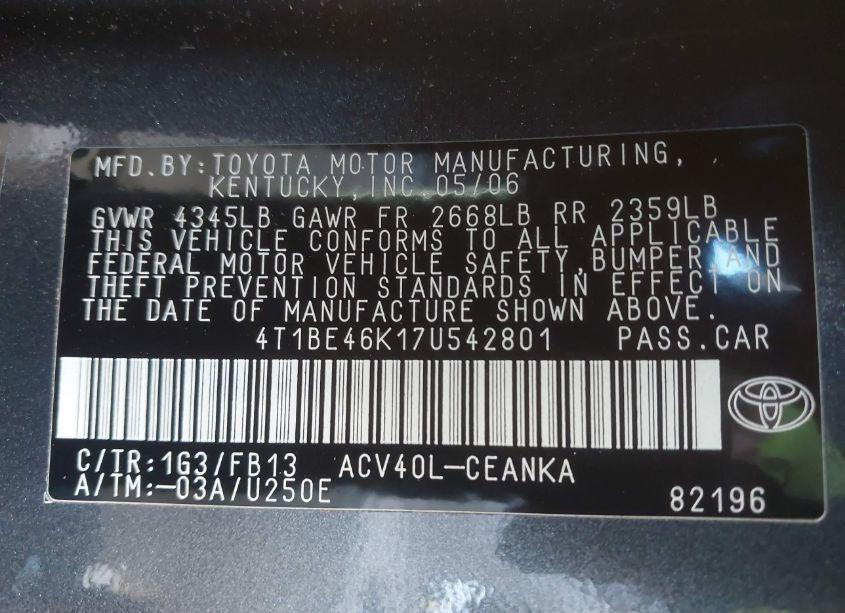 MFD.BY:TOYOTA MOTOR MANUFACTURING,
KENTUCKY,INC. 05/06
GVWR 4345LB GAWR FR 2668LB RR 2359LB
THIS VEHICLE CONFORMS TO ALL APPLICABLE
FEDERAL MOTOR VEHICLE SAFETY,BUMPER,AND
THEFT PREVENTION STANDARDS IN EFFECT ON
THE DATE OF MANUFACTURE SHOWN ABOVE.
4T1BE46K17U542801 PASS.CAR
C/TR:1G3/FB13 ACV40L-CEANKA
A/TM:-03A/U250E 82196